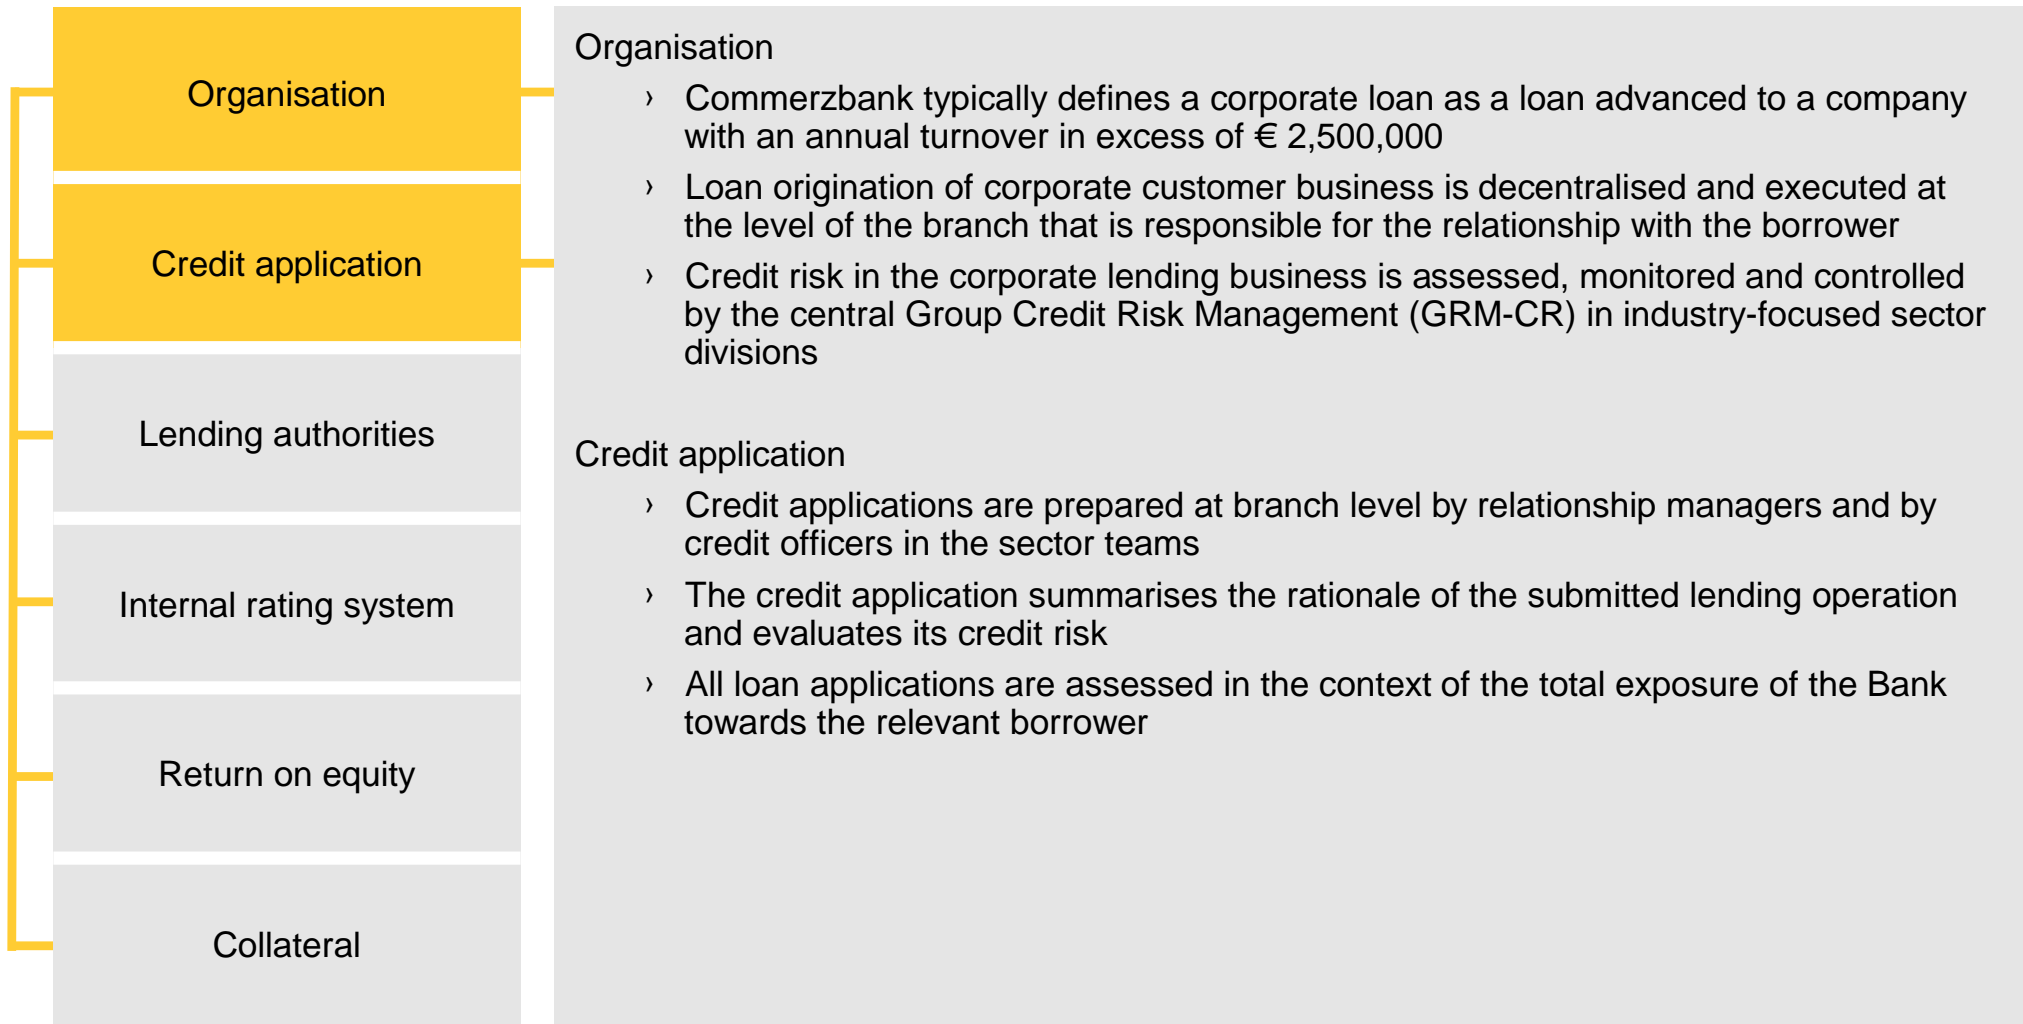 Organisation
Credit application
Lending authorities
Internal rating system
Return on equity
Collateral
Organisation
› Commerzbank typically defines a corporate loan as a loan advanced to a company
with an annual turnover in excess of € 2,500,000
› Loan origination of corporate customer business is decentralised and executed at
the level of the branch that is responsible for the relationship with the borrower
› Credit risk in the corporate lending business is assessed, monitored and controlled
by the central Group Credit Risk Management (GRM-CR) in industry-focused sector
divisions
Credit application
› Credit applications are prepared at branch level by relationship managers and by
credit officers in the sector teams
› The credit application summarises the rationale of the submitted lending operation
and evaluates its credit risk
› All loan applications are assessed in the context of the total exposure of the Bank
towards the relevant borrower